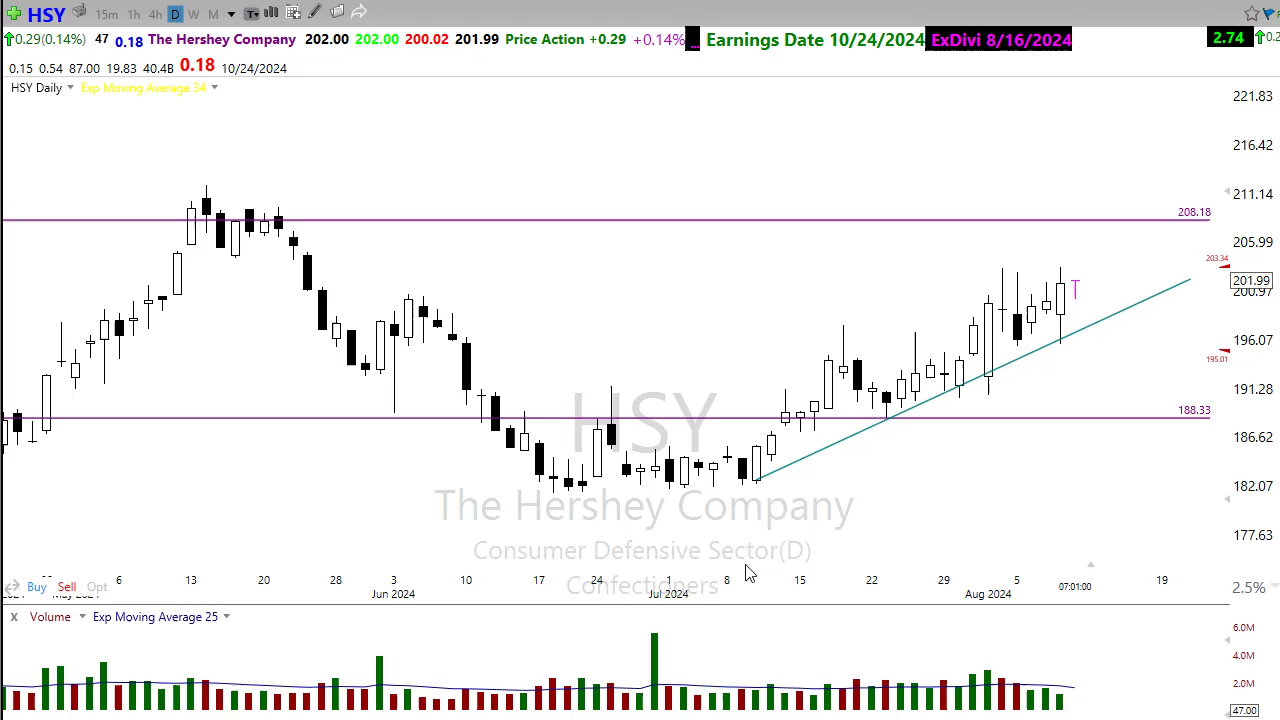 HSY 15m 1h 4h D W M T
0.29(0.14%) 47 0.18 The Hershey Company 202.00 202.00 200.02 201.99 Price Action +0.29 +0.14% Earnings Date 10/24/2024 ExDivi 8/16/2024 2.74
0.15 0.54 87.00 19.83 40.4B 0.18 10/24/2024
HSY Daily Exp Moving Average 34
221.83
216.42
211.14
208.18
205.99
203.34
201.99
200.97
196.07
195.01
191.28
188.33
186.62
182.07
177.63
HSY
The Hershey Company
Consumer Defensive Sector(D)
Confectioners
T
6 13 20 28 3 10 17 24 1 8 15 22 29 5 07:01:00 19
Jun 2024 Jul 2024 Aug 2024
Buy Sell Opt
2.5%
X Volume Exp Moving Average 25
6.0M
4.0M
2.0M
47.00